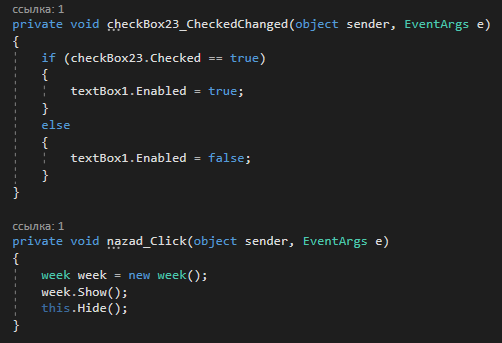 ссылка: 1
private void checkBox23_CheckedChanged(object sender, EventArgs e)
{
    if (checkBox23.Checked == true)
    {
        textBox1.Enabled = true;
    }
    else
    {
        textBox1.Enabled = false;
    }
}
ссылка: 1
private void nazad_Click(object sender, EventArgs e)
{
    week week = new week();
    week.Show();
    this.Hide();
}